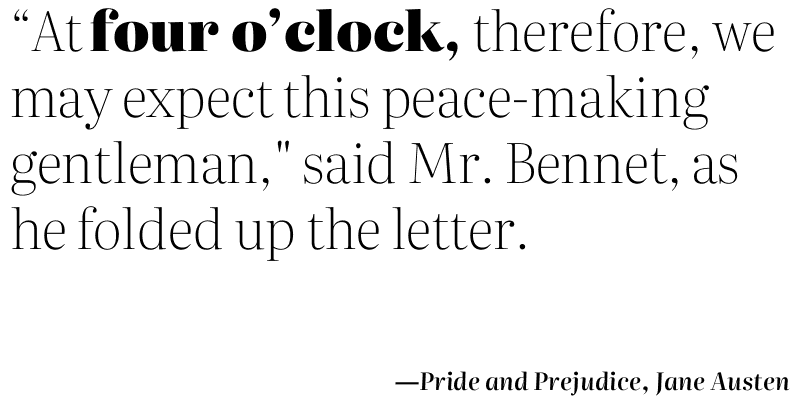 “At four o’clock, therefore, we
may expect this peace-making
gentleman," said Mr. Bennet, as
he folded up the letter.
—Pride and Prejudice, Jane Austen